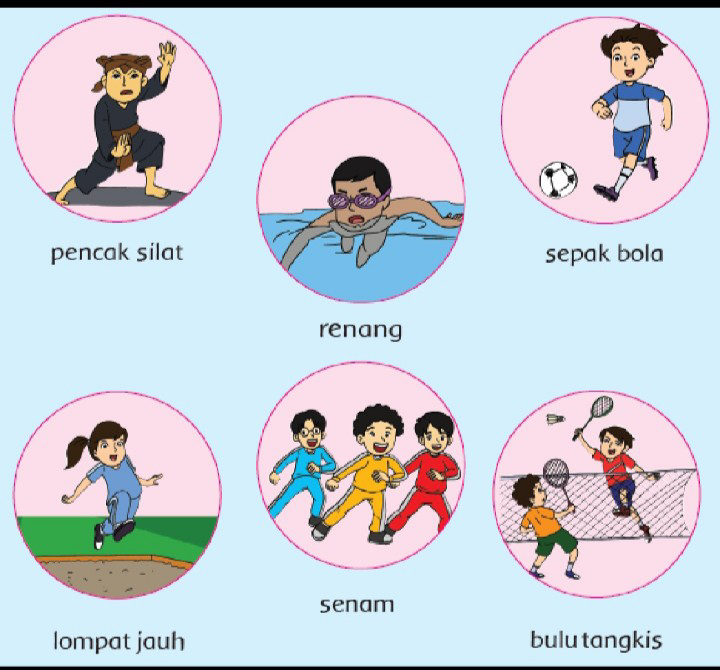 pencak silat
renang
sepak bola
lompat jauh
senam
bulu tangkis